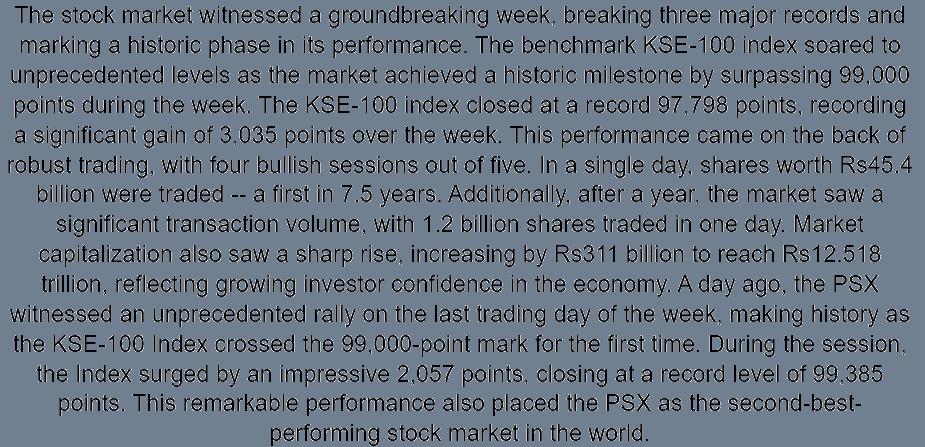 The stock market witnessed a groundbreaking week, breaking three major records and
marking a historic phase in its performance. The benchmark KSE-100 index soared to
unprecedented levels as the market achieved a historic milestone by surpassing 99,000
points during the week. The KSE-100 index closed at a record 97,798 points, recording
a significant gain of 3,035 points over the week. This performance came on the back of
robust trading, with four bullish sessions out of five. In a single day, shares worth Rs45.4
billion were traded -- a first in 7.5 years. Additionally, after a year, the market saw a
significant transaction volume, with 1.2 billion shares traded in one day. Market
capitalization also saw a sharp rise, increasing by Rs311 billion to reach Rs12.518
trillion, reflecting growing investor confidence in the economy. A day ago, the PSX
witnessed an unprecedented rally on the last trading day of the week, making history as
the KSE-100 Index crossed the 99,000-point mark for the first time. During the session,
the Index surged by an impressive 2,057 points, closing at a record level of 99,385
points. This remarkable performance also placed the PSX as the second-best-
performing stock market in the world.